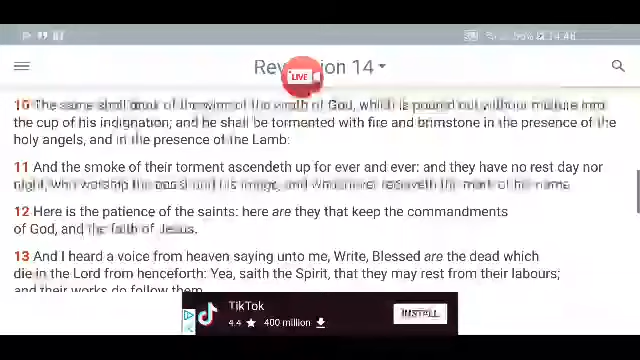 14:46
Revelation 14
LIVE
10 The same shall drink of the wine of the wrath of God, which is poured out without mixture into
the cup of his indignation; and he shall be tormented with fire and brimstone in the presence of the
holy angels, and in the presence of the Lamb:
11 And the smoke of their torment ascendeth up for ever and ever: and they have no rest day nor
night, who worship the beast and his image, and whosoever receiveth the mark of his name
12 Here is the patience of the saints: here are they that keep the commandments
of God, and the faith of Jesus.
13 And I heard a voice from heaven saying unto me, Write, Blessed are the dead which
die in the Lord from henceforth: Yea, saith the Spirit, that they may rest from their labours;
and their works do follow them.
TikTok
4.4 ★ 400 million
INSTALL